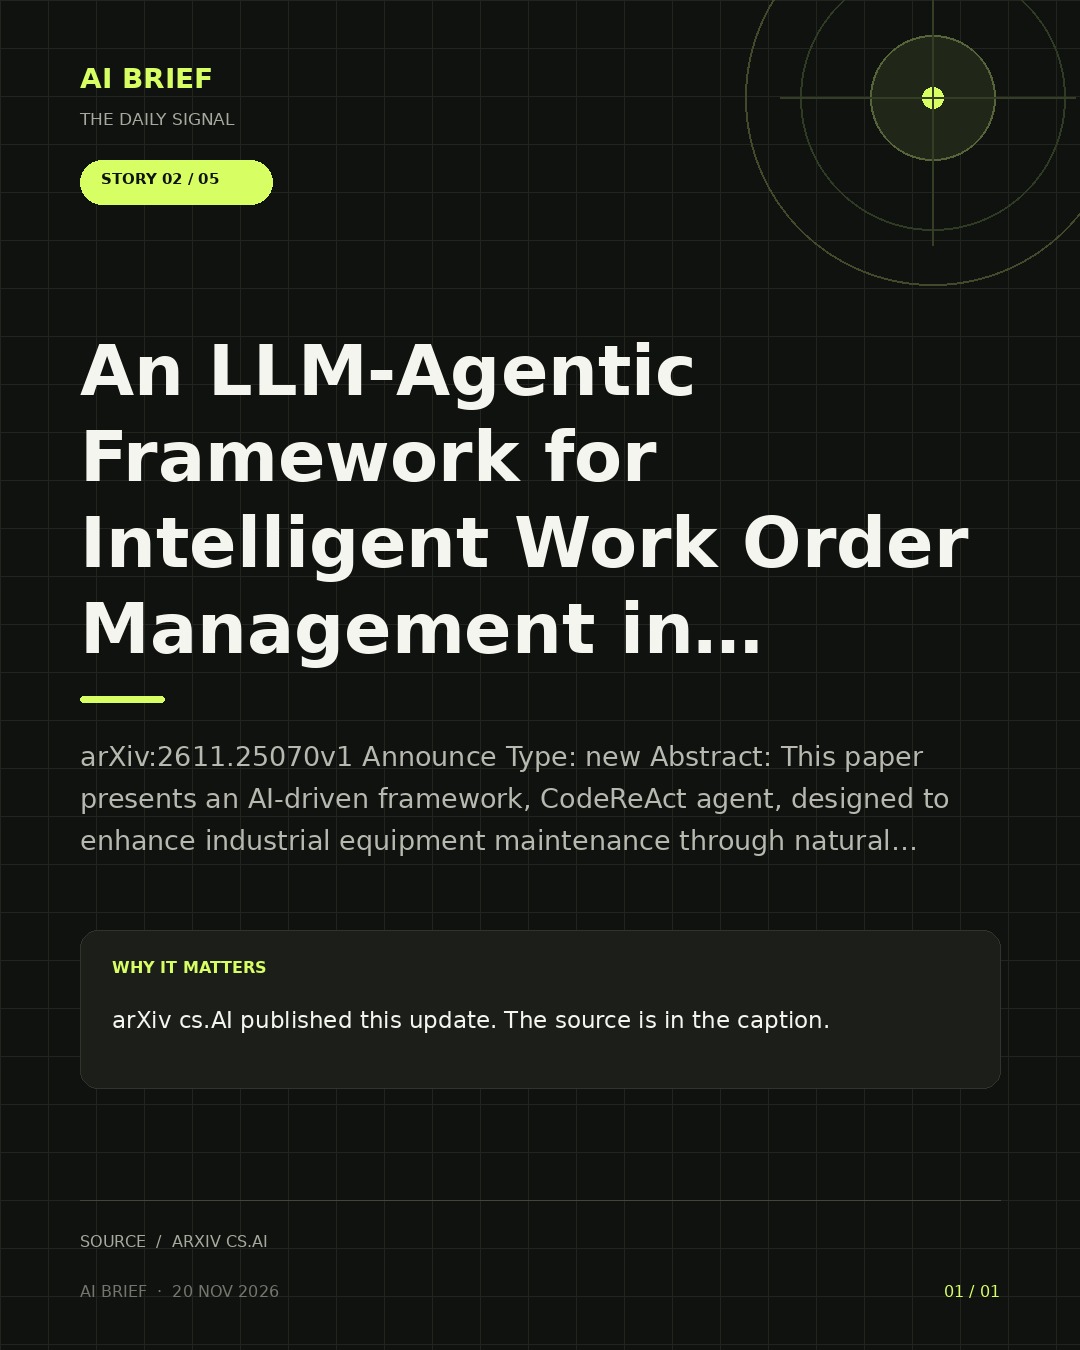 AI BRIEF
THE DAILY SIGNAL
STORY 02 / 05
An LLM-Agentic
Framework for
Intelligent Work Order
Management in…
arXiv:2611.25070v1 Announce Type: new Abstract: This paper
presents an AI-driven framework, CodeReAct agent, designed to
enhance industrial equipment maintenance through natural…
WHY IT MATTERS
arXiv cs.AI published this update. The source is in the caption.
SOURCE / ARXIV CS.AI
AI BRIEF · 20 NOV 2026
01 / 01